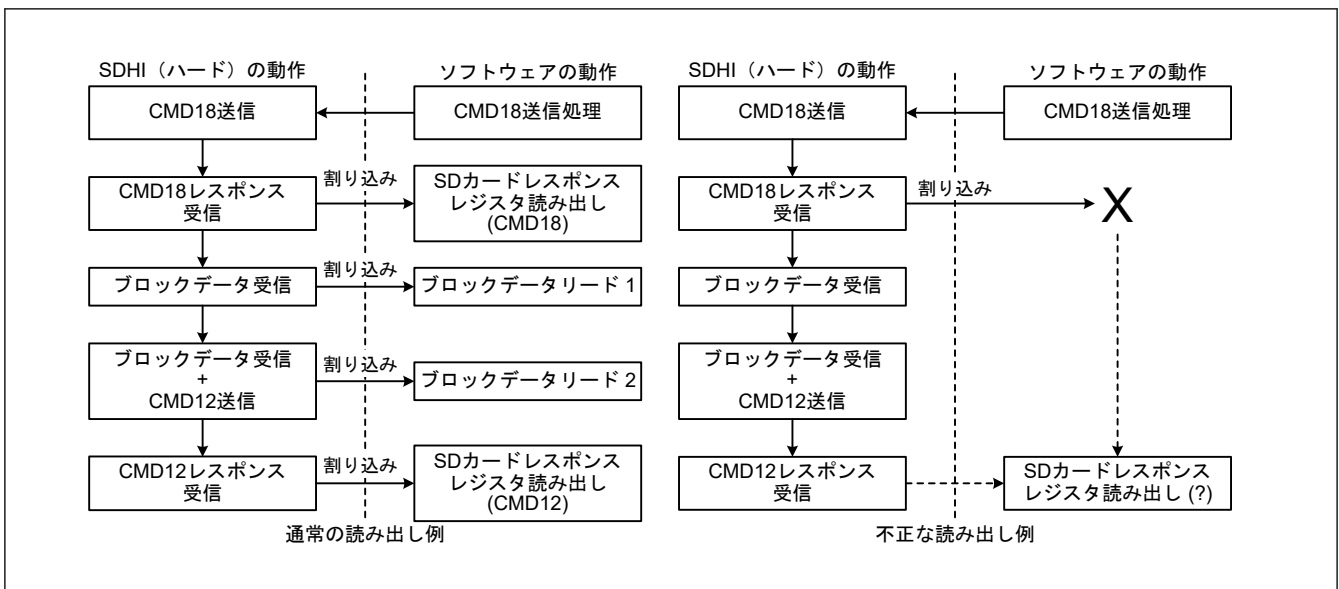 SDHI（ハード）の動作
ソフトウェアの動作
CMD18送信
CMD18送信処理
CMD18レスポンス
受信
割り込み
SDカードレスポンス
レジスタ読み出し
(CMD18)
ブロックデータ受信
割り込み
ブロックデータリード 1
ブロックデータ受信
+
CMD12送信
割り込み
ブロックデータリード 2
CMD12レスポンス
受信
割り込み
SDカードレスポンス
レジスタ読み出し
(CMD12)
通常の読み出し例
SDHI（ハード）の動作
ソフトウェアの動作
CMD18送信
CMD18送信処理
CMD18レスポンス
受信
割り込み
X
ブロックデータ受信
ブロックデータ受信
+
CMD12送信
CMD12レスポンス
受信
SDカードレスポンス
レジスタ読み出し (?)
不正な読み出し例